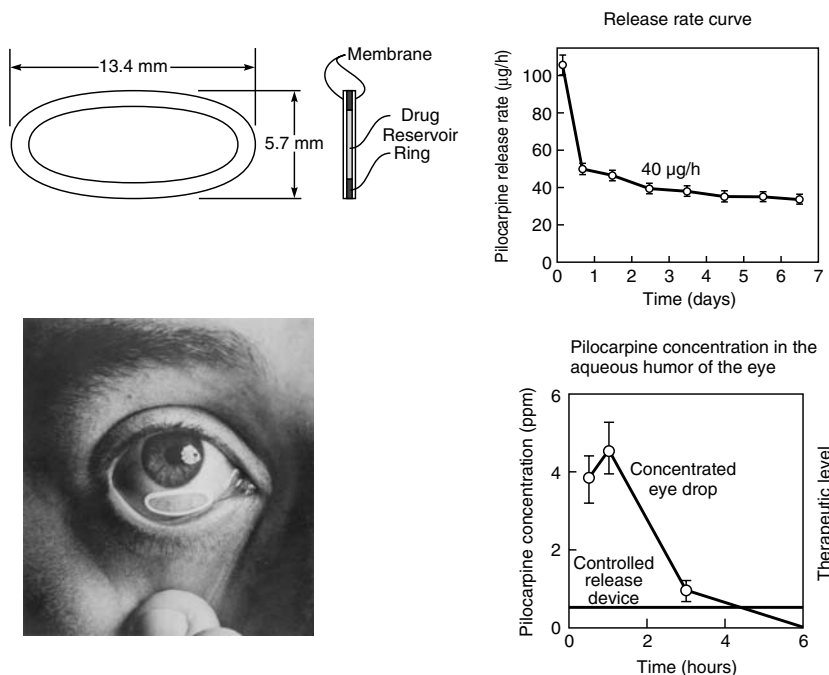 13.4 mm
5.7 mm
Membrane
Drug
Reservoir
Ring
Release rate curve
Pilocarpine release rate (µg/h)
100
80
60
40
20
0
40 µg/h
0 1 2 3 4 5 6 7
Time (days)
Pilocarpine concentration in the
aqueous humor of the eye
Pilocarpine concentration (ppm)
6
4
2
0
Concentrated
eye drop
Controlled
release
device
Therapeutic level
0 2 4 6
Time (hours)